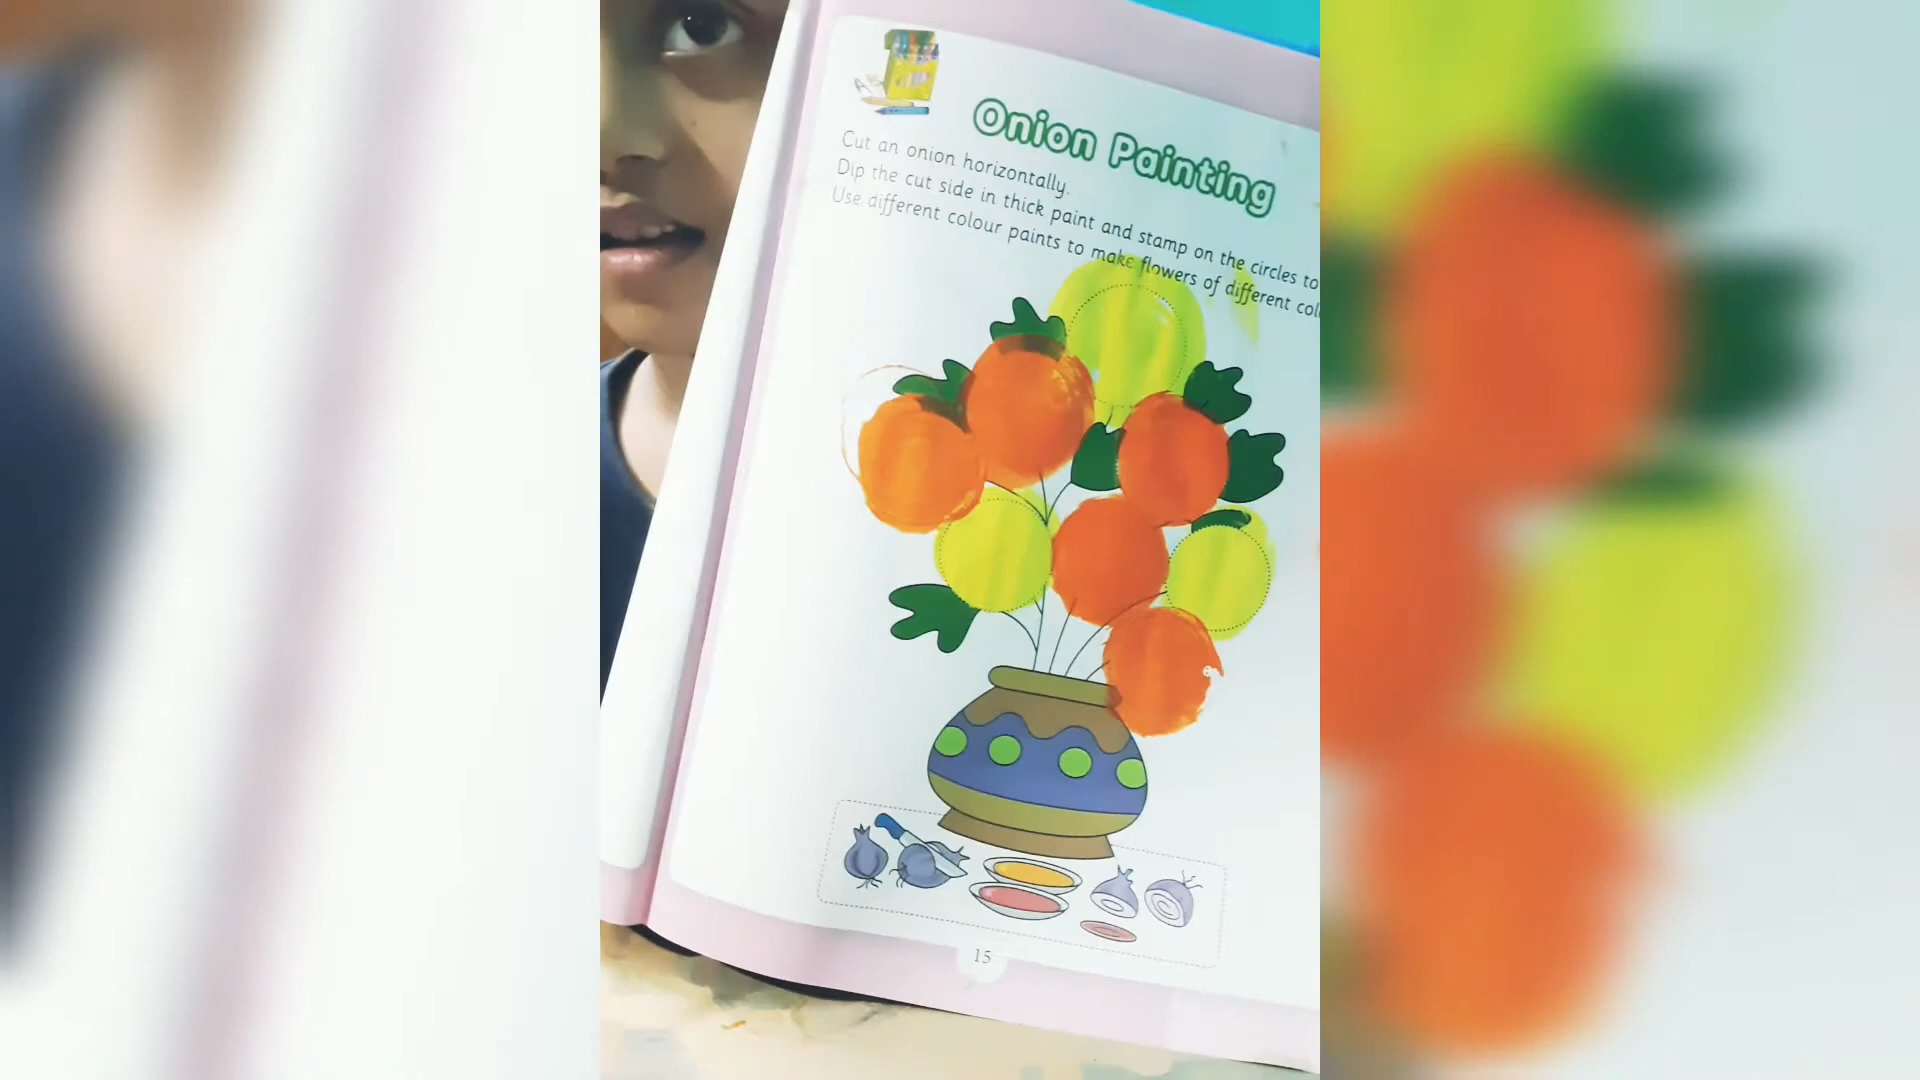 Onion Painting
Cut an onion horizontally.
Dip the cut side in thick paint and stamp on the circles to
Use different colour paints to make flowers of different
15